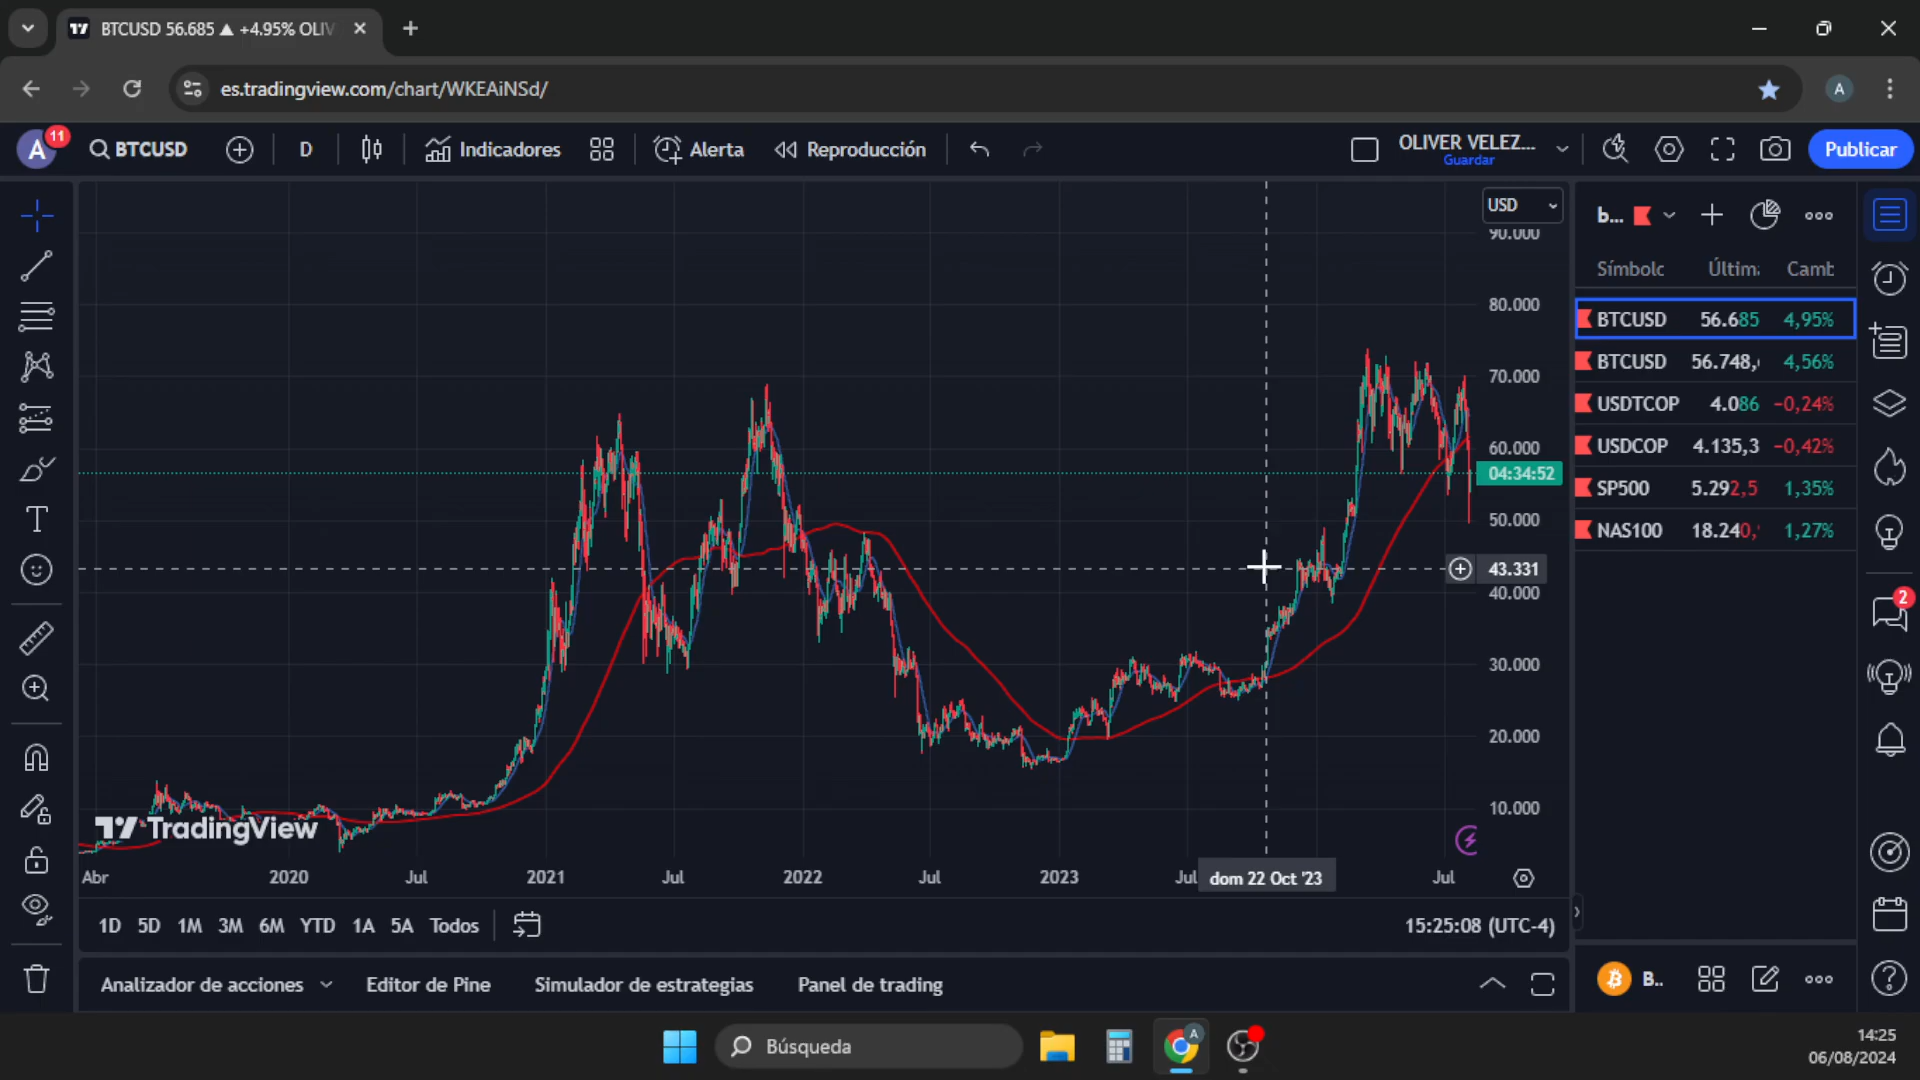 BTCUSD 56.685 ▲ +4.95% OLIV
es.tradingview.com/chart/WKEAiNSd/
A
A
11
BTCUSD
D
Indicadores
Alerta
Reproducción
OLIVER VELEZ...
Guardar
Publicar
USD
90.000
80.000
70.000
60.000
04:34:52
50.000
43.331
40.000
30.000
20.000
10.000
TradingView
Abr
2020
Jul
2021
Jul
2022
Jul
2023
Jul
dom 22 Oct '23
Jul
1D 5D 1M 3M 6M YTD 1A 5A Todos
15:25:08 (UTC-4)
Analizador de acciones
Editor de Pine
Simulador de estrategias
Panel de trading
b...
Símbolo Última Camb
BTCUSD 56.685 4,95%
BTCUSD 56.748, 4,56%
USDTCOP 4.086 −0,24%
USDCOP 4.135,3 −0,42%
SP500 5.292,5 1,35%
NAS100 18.240, 1,27%
2
B..
Búsqueda
A
14:25
06/08/2024